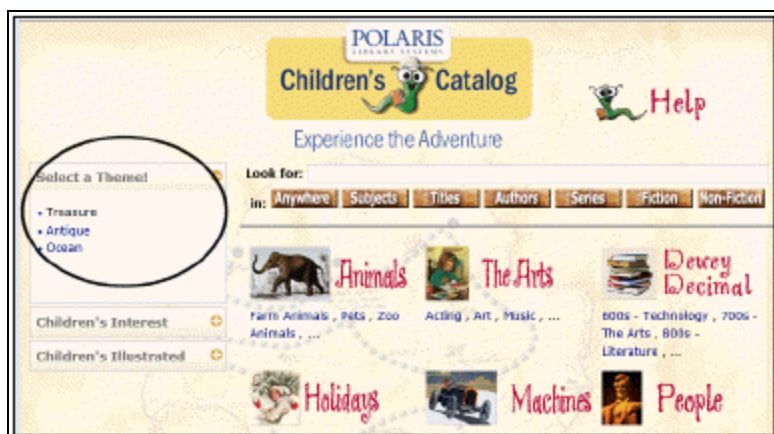 POLARIS
LIBRARY SYSTEMS
Children's Catalog
Help
Experience the Adventure
Select a Theme!
Treasure
Antique
Ocean
Children's Interest
Children's Illustrated
Look for:
in: Anywhere Subjects Titles Authors Series Fiction Non-Fiction
Animals
Farm Animals , Pets , Zoo
Animals , ...
The Arts
Acting , Art , Music , ...
Dewey
Decimal
600s - Technology , 700s -
The Arts , 800s -
Literature , ...
Holidays
Machines
People